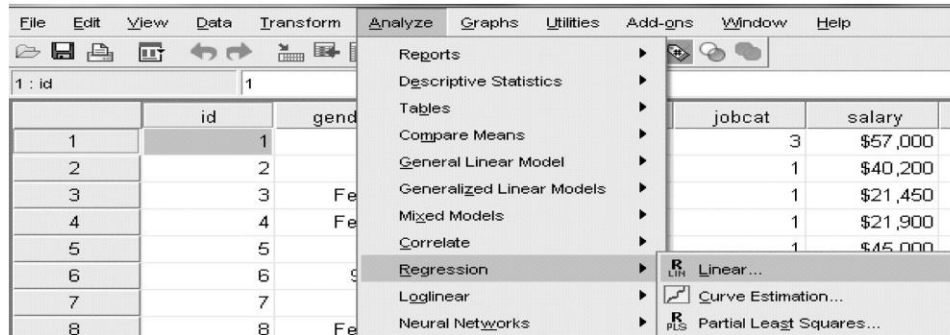 File Edit View Data Transform Analyze Graphs Utilities Add-ons Window Help
1 : id 1
Reports
Descriptive Statistics
Tables
Compare Means
General Linear Model
Generalized Linear Models
Mixed Models
Correlate
Regression
Loglinear
Neural Networks
R LIN Linear...
Curve Estimation...
R PLS Partial Least Squares...
id gend jobcat salary
1 1 3 $57,000
2 2 1 $40,200
3 3 Fe 1 $21,450
4 4 Fe 1 $21,900
5 5 1 $45,000
6 6
7 7
8 8 Fe